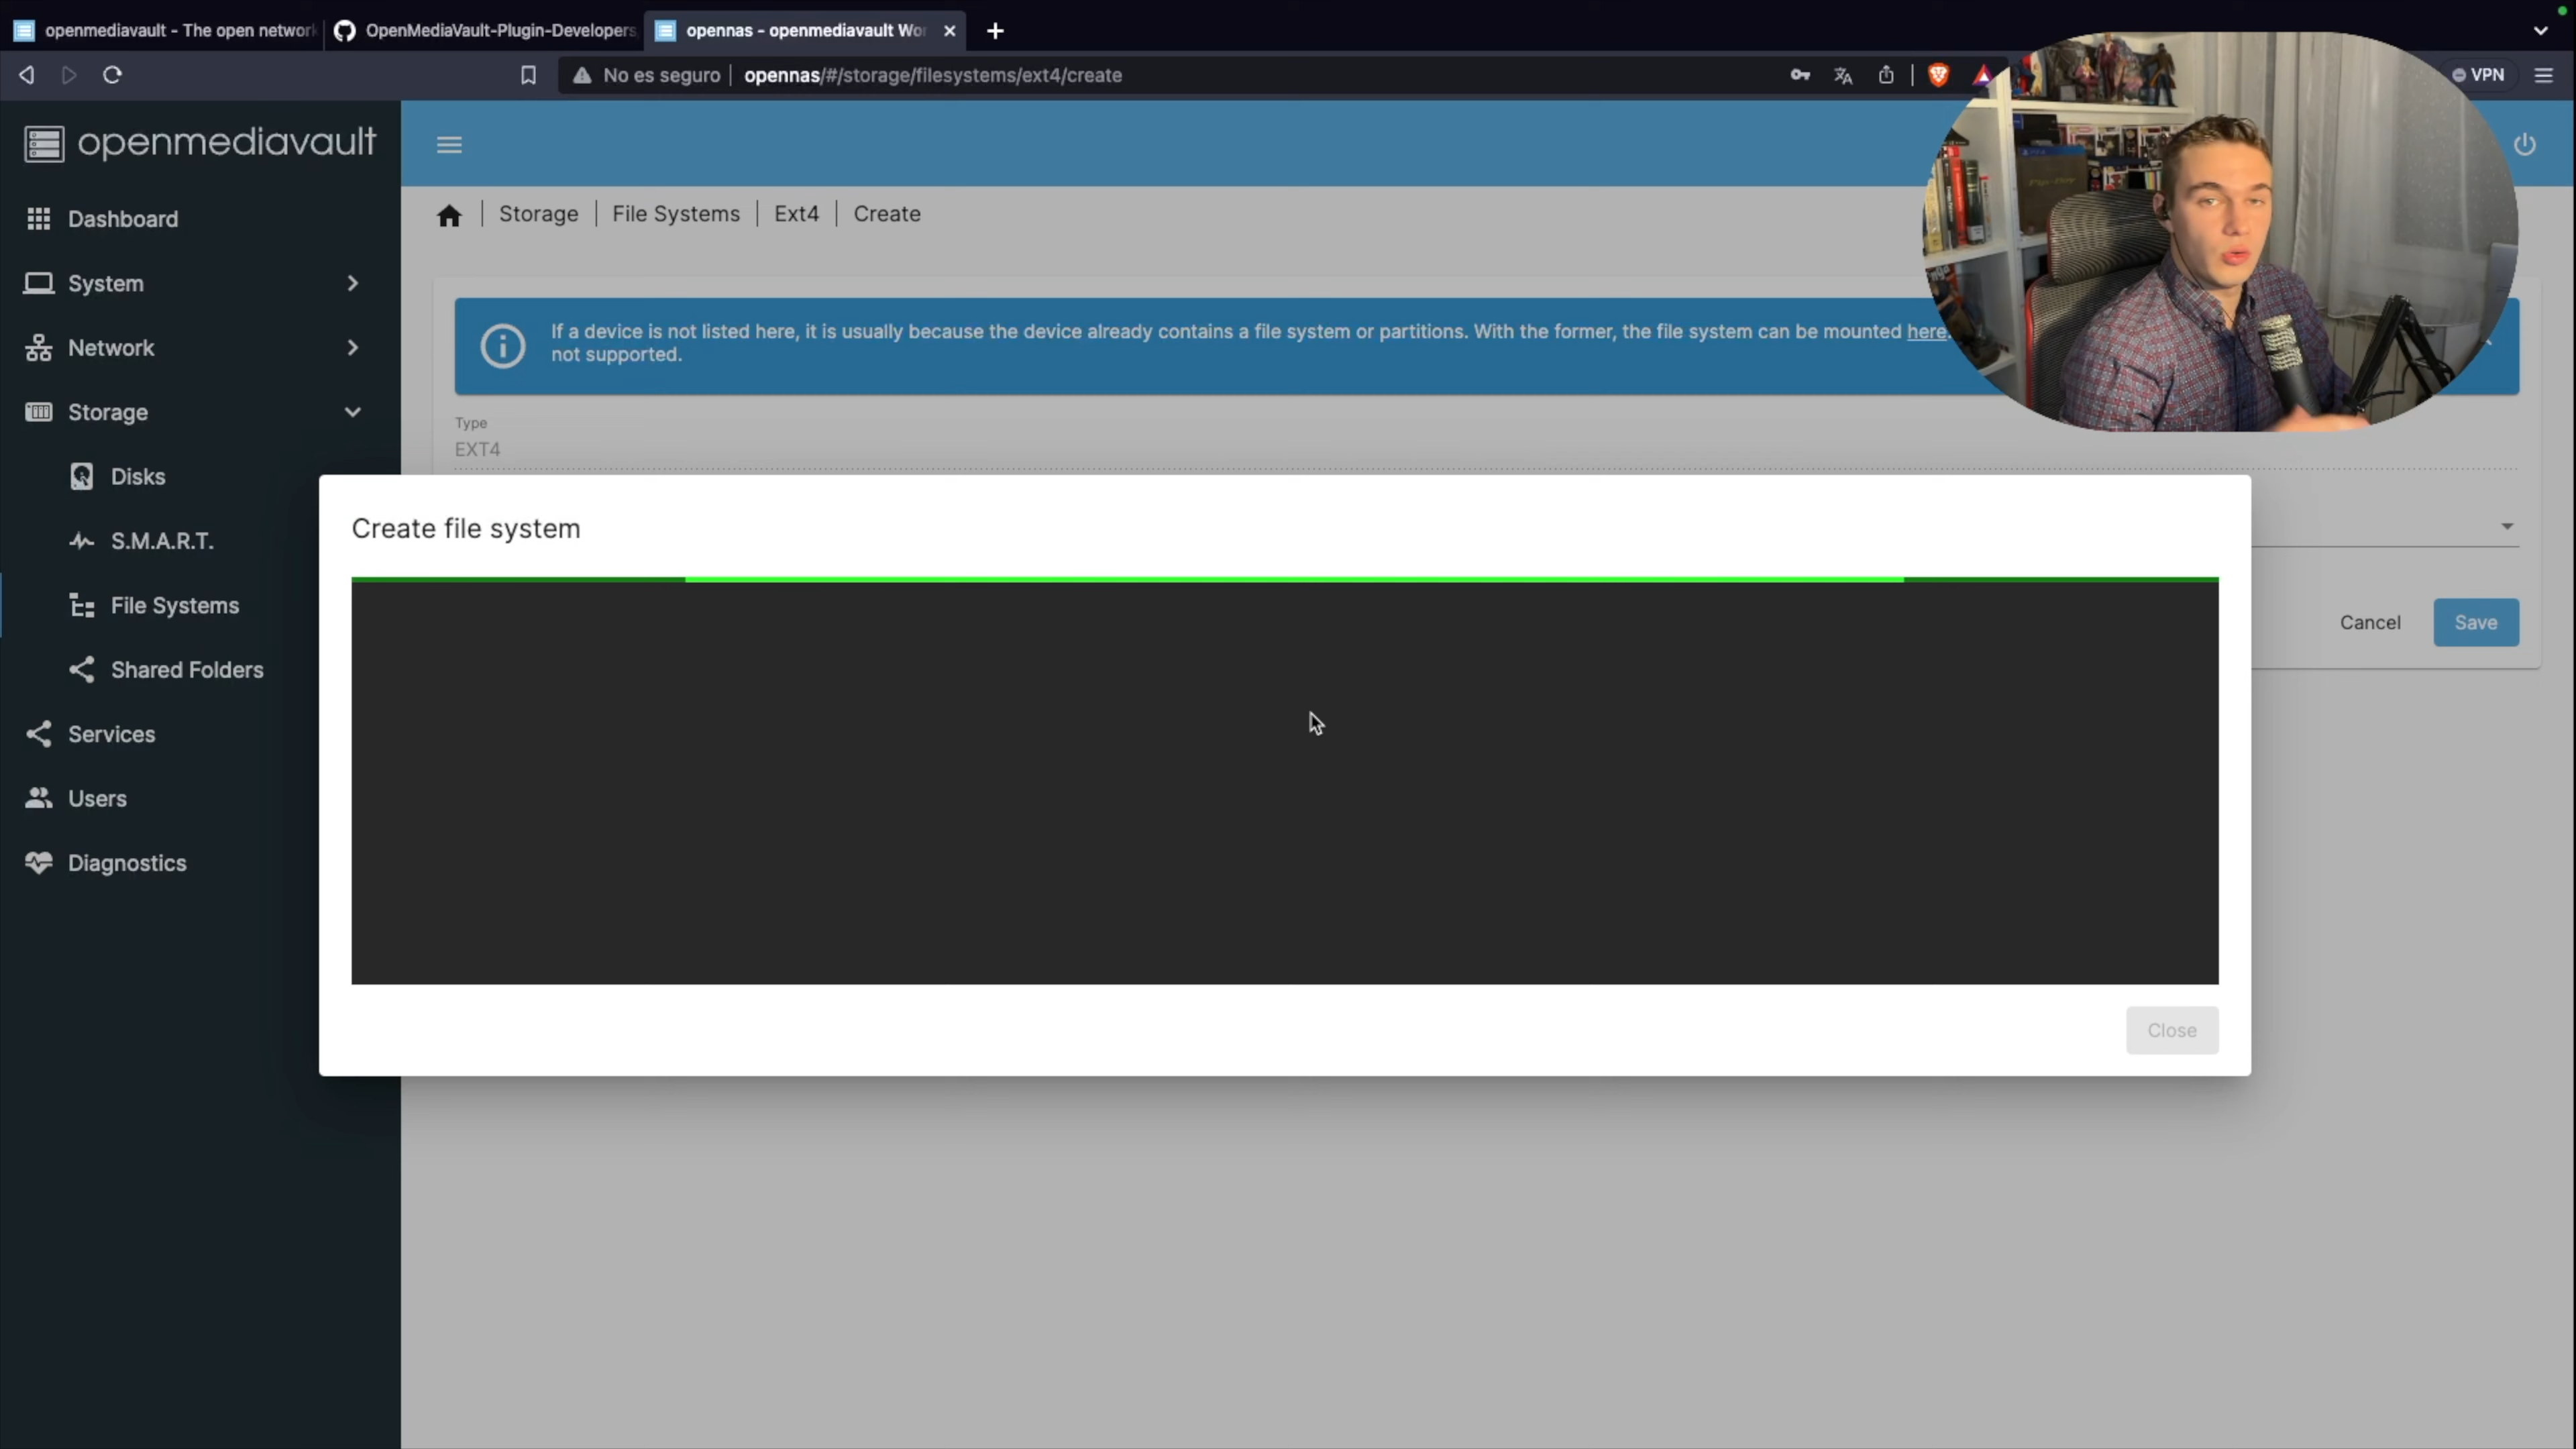 openmediavault - The open network
OpenMediaVault-Plugin-Developers
opennas - openmediavault Wor
No es seguro
opennas/#/storage/filesystems/ext4/create
VPN
openmediavault
Dashboard
System
Network
Storage
Disks
S.M.A.R.T.
File Systems
Shared Folders
Services
Users
Diagnostics
Storage | File Systems | Ext4 | Create
If a device is not listed here, it is usually because the device already contains a file system or partitions. With the former, the file system can be mounted here.
not supported.
Type
EXT4
Cancel
Save
Create file system
Close